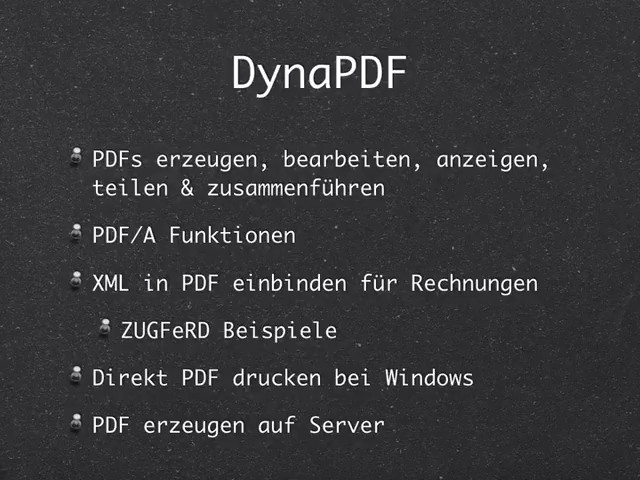 DynaPDF
PDFs erzeugen, bearbeiten, anzeigen,
teilen & zusammenführen
PDF/A Funktionen
XML in PDF einbinden für Rechnungen
ZUGFeRD Beispiele
Direkt PDF drucken bei Windows
PDF erzeugen auf Server